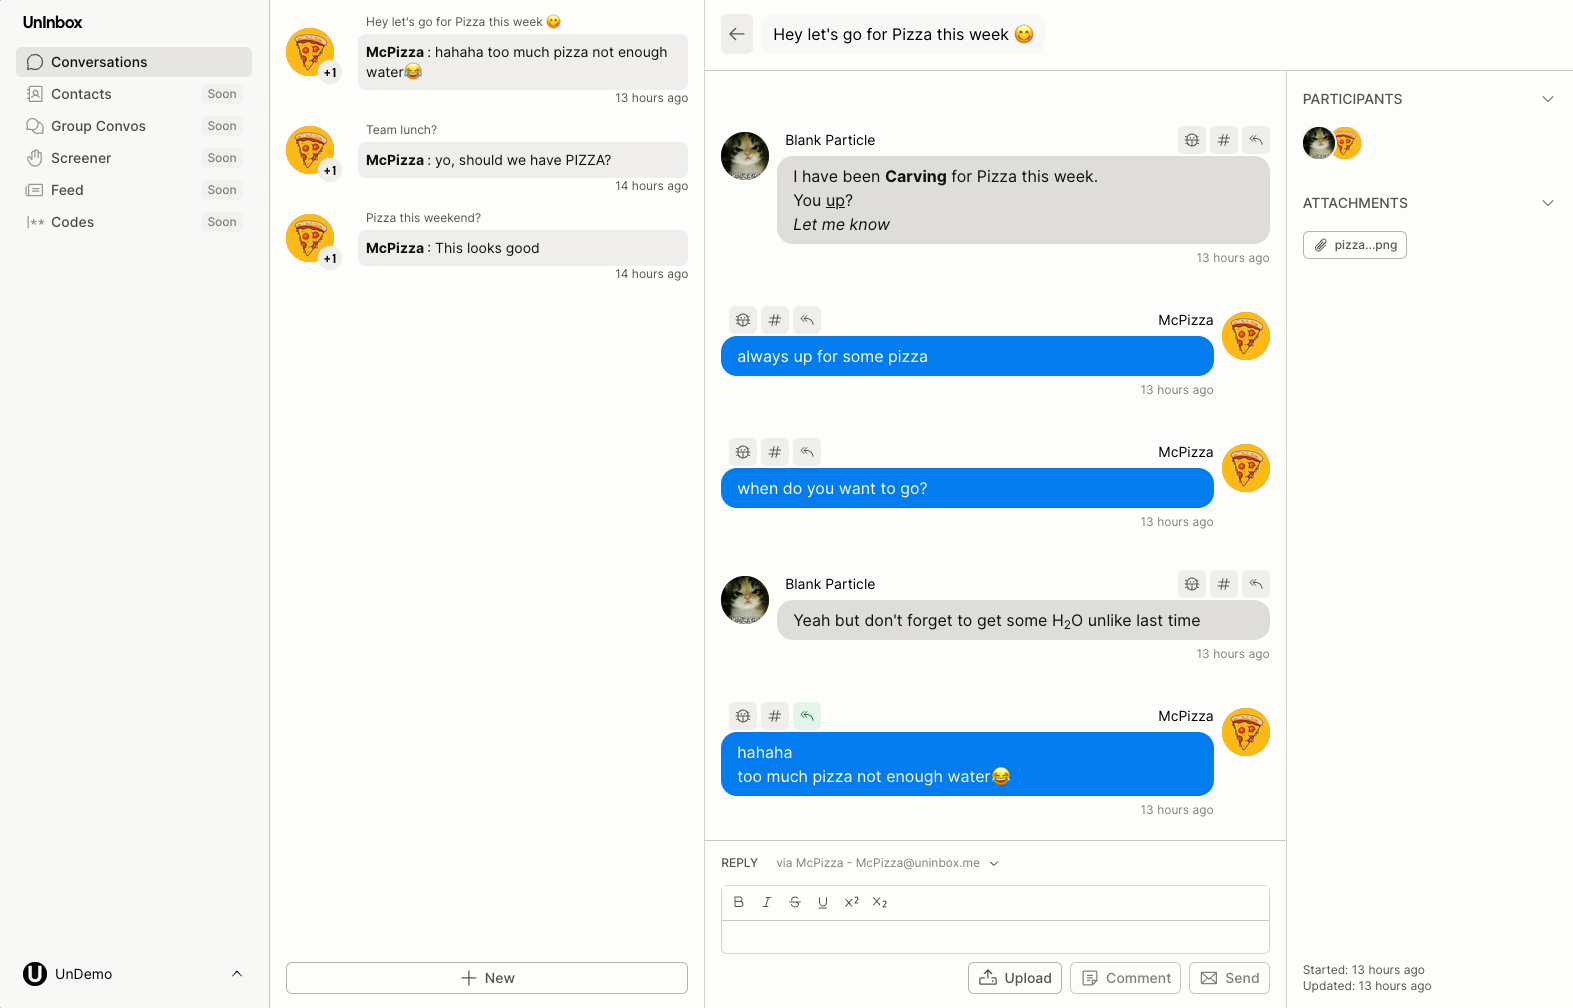 UnInbox
Conversations
Contacts Soon
Group Convos Soon
Screener Soon
Feed Soon
Codes Soon
UnDemo
Hey let's go for Pizza this week 😋
McPizza : hahaha too much pizza not enough
water😂
+1
13 hours ago
Team lunch?
McPizza : yo, should we have PIZZA?
+1
14 hours ago
Pizza this weekend?
McPizza : This looks good
+1
14 hours ago
New
Hey let's go for Pizza this week 😋
Blank Particle
I have been Carving for Pizza this week.
You up?
Let me know
13 hours ago
McPizza
always up for some pizza
13 hours ago
McPizza
when do you want to go?
13 hours ago
Blank Particle
Yeah but don't forget to get some H₂O unlike last time
13 hours ago
McPizza
hahaha
too much pizza not enough water😂
13 hours ago
REPLY via McPizza - McPizza@uninbox.me
B I S U x² x₂
Upload Comment Send
PARTICIPANTS
ATTACHMENTS
pizza...png
Started: 13 hours ago
Updated: 13 hours ago